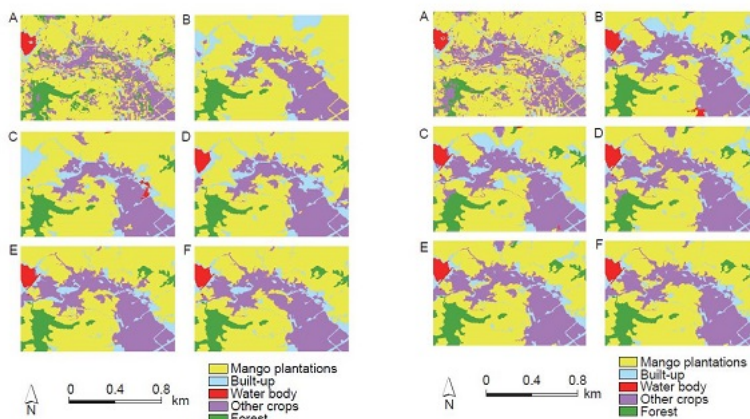 A
B
C
D
E
F
N
0 0.4 0.8 km
Mango plantations
Built-up
Water body
Other crops
Forest
A
B
C
D
E
F
N
0 0.4 0.8 km
Mango plantations
Built-up
Water body
Other crops
Forest